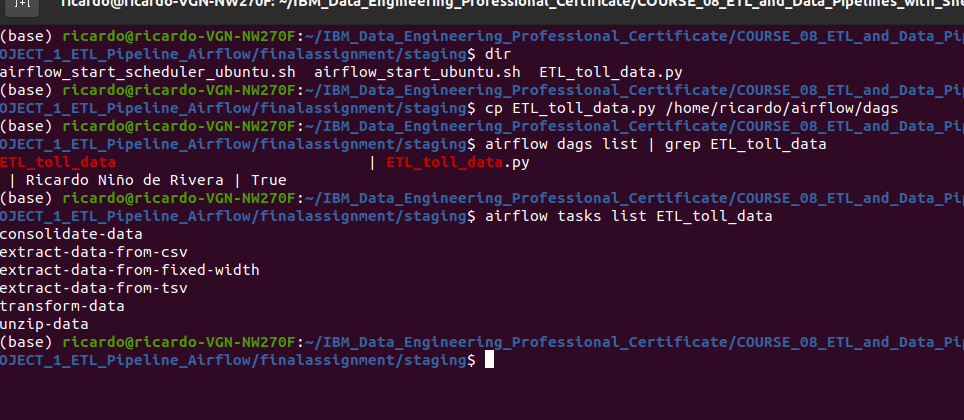 ricardo@ricardo-VGN-NW270F: ~/IBM_Data_Engineering_Professional_Certificate/COURSE_08_ETL_and_Data_Pipelines_with_She
(base) ricardo@ricardo-VGN-NW270F:~/IBM_Data_Engineering_Professional_Certificate/COURSE_08_ETL_and_Data_Pip
OJECT_1_ETL_Pipeline_Airflow/finalassignment/staging$ dir
airflow_start_scheduler_ubuntu.sh  airflow_start_ubuntu.sh  ETL_toll_data.py
(base) ricardo@ricardo-VGN-NW270F:~/IBM_Data_Engineering_Professional_Certificate/COURSE_08_ETL_and_Data_Pip
OJECT_1_ETL_Pipeline_Airflow/finalassignment/staging$ cp ETL_toll_data.py /home/ricardo/airflow/dags
(base) ricardo@ricardo-VGN-NW270F:~/IBM_Data_Engineering_Professional_Certificate/COURSE_08_ETL_and_Data_Pip
OJECT_1_ETL_Pipeline_Airflow/finalassignment/staging$ airflow dags list | grep ETL_toll_data
ETL_toll_data                              | ETL_toll_data.py
 | Ricardo Niño de Rivera | True
(base) ricardo@ricardo-VGN-NW270F:~/IBM_Data_Engineering_Professional_Certificate/COURSE_08_ETL_and_Data_Pip
OJECT_1_ETL_Pipeline_Airflow/finalassignment/staging$ airflow tasks list ETL_toll_data
consolidate-data
extract-data-from-csv
extract-data-from-fixed-width
extract-data-from-tsv
transform-data
unzip-data
(base) ricardo@ricardo-VGN-NW270F:~/IBM_Data_Engineering_Professional_Certificate/COURSE_08_ETL_and_Data_Pip
OJECT_1_ETL_Pipeline_Airflow/finalassignment/staging$